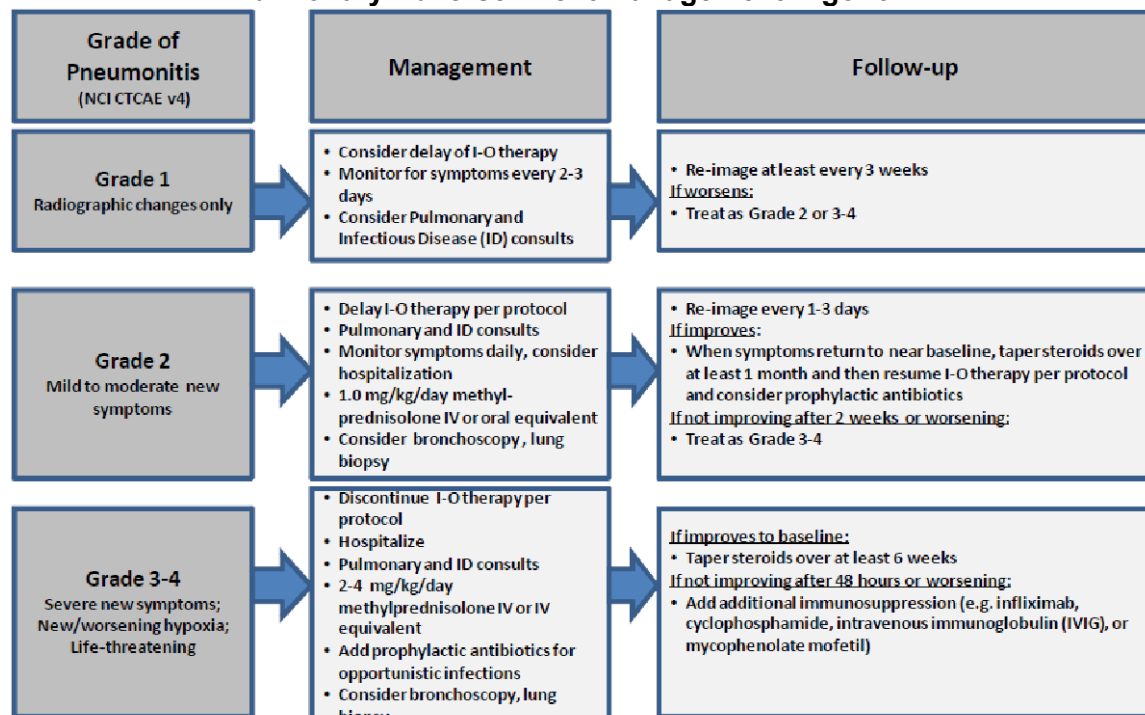 Grade of
Pneumonitis
(NCI CTCAE v4)
Management
Follow-up
Grade 1
Radiographic changes only
• Consider delay of I-O therapy
• Monitor for symptoms every 2-3
days
• Consider Pulmonary and
Infectious Disease (ID) consults
• Re-image at least every 3 weeks
If worsens:
• Treat as Grade 2 or 3-4
Grade 2
Mild to moderate new
symptoms
• Delay I-O therapy per protocol
• Pulmonary and ID consults
• Monitor symptoms daily, consider
hospitalization
• 1.0 mg/kg/day methyl-
prednisolone IV or oral equivalent
• Consider bronchoscopy, lung
biopsy
• Re-image every 1-3 days
If improves:
• When symptoms return to near baseline, taper steroids over
at least 1 month and then resume I-O therapy per protocol
and consider prophylactic antibiotics
If not improving after 2 weeks or worsening:
• Treat as Grade 3-4
Grade 3-4
Severe new symptoms;
New/worsening hypoxia;
Life-threatening
• Discontinue I-O therapy per
protocol
• Hospitalize
• Pulmonary and ID consults
• 2-4 mg/kg/day
methylprednisolone IV or IV
equivalent
• Add prophylactic antibiotics for
opportunistic infections
• Consider bronchoscopy, lung
If improves to baseline:
• Taper steroids over at least 6 weeks
If not improving after 48 hours or worsening:
• Add additional immunosuppression (e.g. infliximab,
cyclophosphamide, intravenous immunoglobulin (IVIG), or
mycophenolate mofetil)